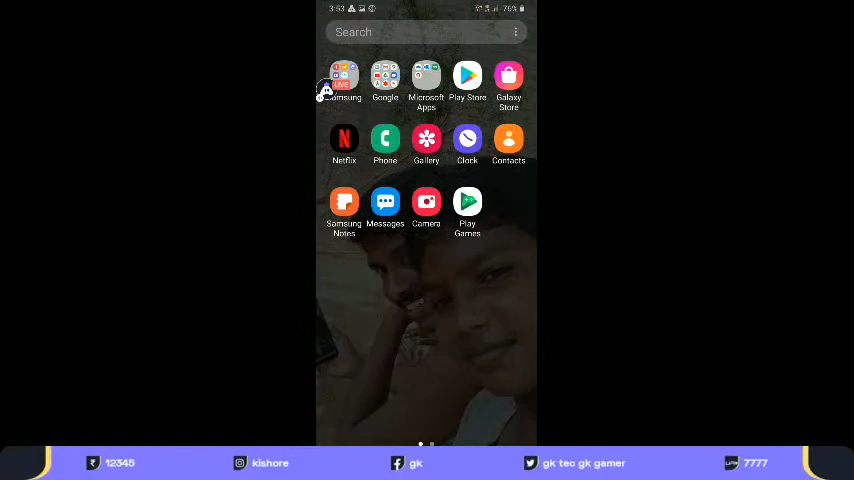 3:53 76%
Search
LIVE
Samsung Google Microsoft Apps Play Store Galaxy Store
Netflix Phone Gallery Clock Contacts
Samsung Notes Messages Camera Play Games
12345 kishore gk gk tec gk gamer 7777